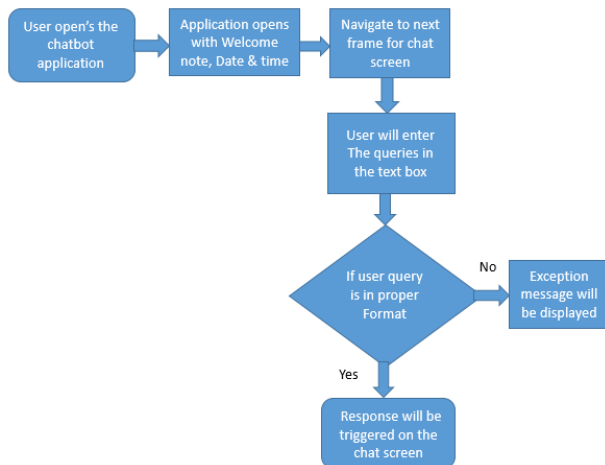 User open's the
chatbot
application
Application opens
with Welcome
note, Date & time
Navigate to next
frame for chat
screen
User will enter
The queries in
the text box
If user query
is in proper
Format
No
Exception
message will
be displayed
Yes
Response will be
triggered on the
chat screen